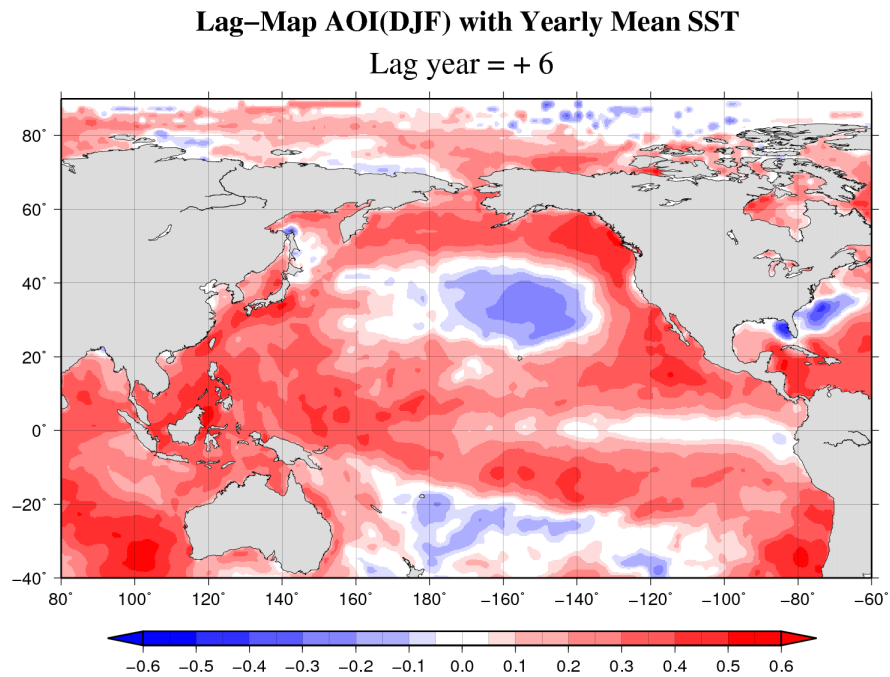 Lag−Map AOI(DJF) with Yearly Mean SST
Lag year = + 6
80˚
60˚
40˚
20˚
0˚
−20˚
−40˚
80 100 120 140 160 180 −160˚ −140˚ −120˚ −100˚ −80˚ −60˚
−0.6 −0.5 −0.4 −0.3 −0.2 −0.1 0.0 0.1 0.2 0.3 0.4 0.5 0.6